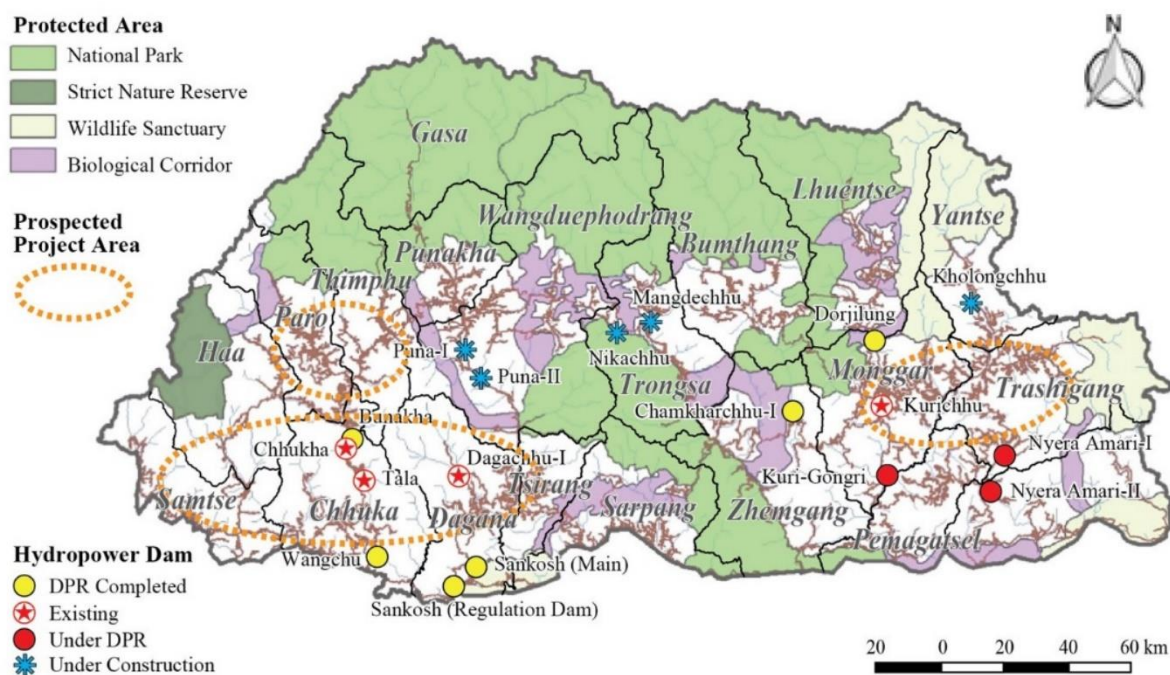 Protected Area
National Park
Strict Nature Reserve
Wildlife Sanctuary
Biological Corridor
Prospected
Project Area
Hydropower Dam
DPR Completed
Existing
Under DPR
Under Construction
N
Gasa
Lhuentse
Yantse
Wangduephodrang
Bumthang
Punakha
Thimphu
Kholongchhu
Mangdechhu
Dorjilung
Paro
Haa
Puna-I
Nikachhu
Puna-II
Trongsa
Monggar
Trashigang
Chamkharchhu-I
Kurichhu
Bunakha
Chhukha
Dagachhu-I
Nyera Amari-I
Tala
Tsirang
Kuri-Gongri
Nyera Amari-II
Samtse
Chhuka
Dagana
Sarpang
Zhemgang
Pemagatsel
Wangchu
Sankosh (Main)
Sankosh (Regulation Dam)
20 0 20 40 60 km